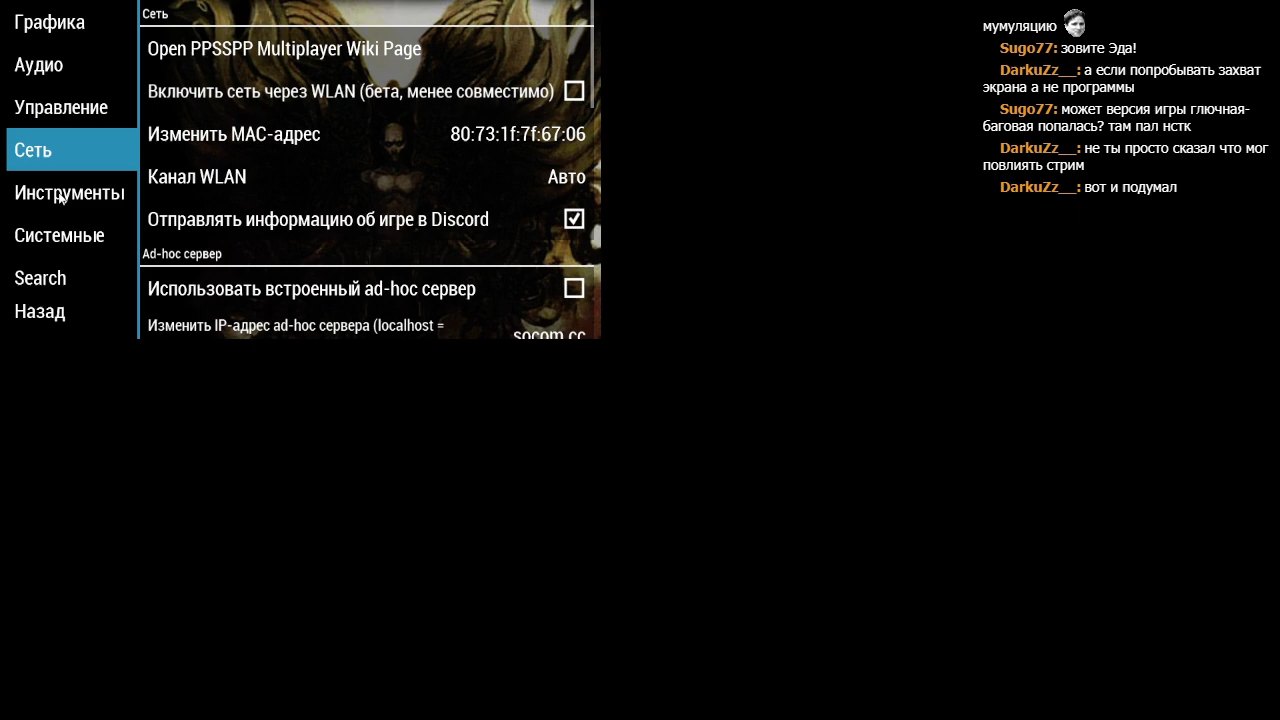 Графика
Аудио
Управление
Сеть
Инструменты
Системные
Search
Назад
Сеть
Open PPSSPP Multiplayer Wiki Page
Включить сеть через WLAN (бета, менее совместимо)
Изменить MAC-адрес 80:73:1f:7f:67:06
Канал WLAN Авто
Отправлять информацию об игре в Discord
Ad-hoc сервер
Использовать встроенный ad-hoc сервер
Изменить IP-адрес ad-hoc сервера (localhost =
socom.cc
мумуляцию
Sugo77: зовите Эда!
DarkuZz__: а если попробывать захват
экрана а не программы
Sugo77: может версия игры глючная-
баговая попалась? там пал нстк
DarkuZz__: не ты просто сказал что мог
повлиять стрим
DarkuZz__: вот и подумал